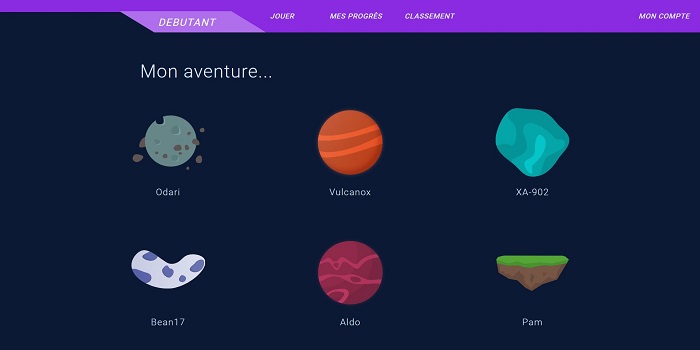 DEBUTANT
JOUER
MES PROGRÈS
CLASSEMENT
MON COMPTE
Mon aventure...
Odari
Vulcanox
XA-902
Bean17
Aldo
Pam